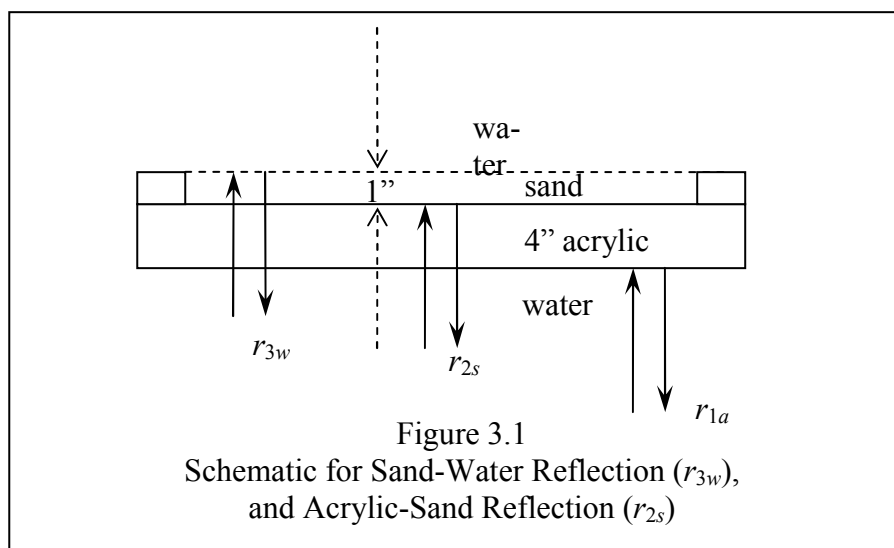 wa-
ter
1”
sand
4” acrylic
water
r3w
r2s
r1a
Figure 3.1
Schematic for Sand-Water Reflection (r3w),
and Acrylic-Sand Reflection (r2s)